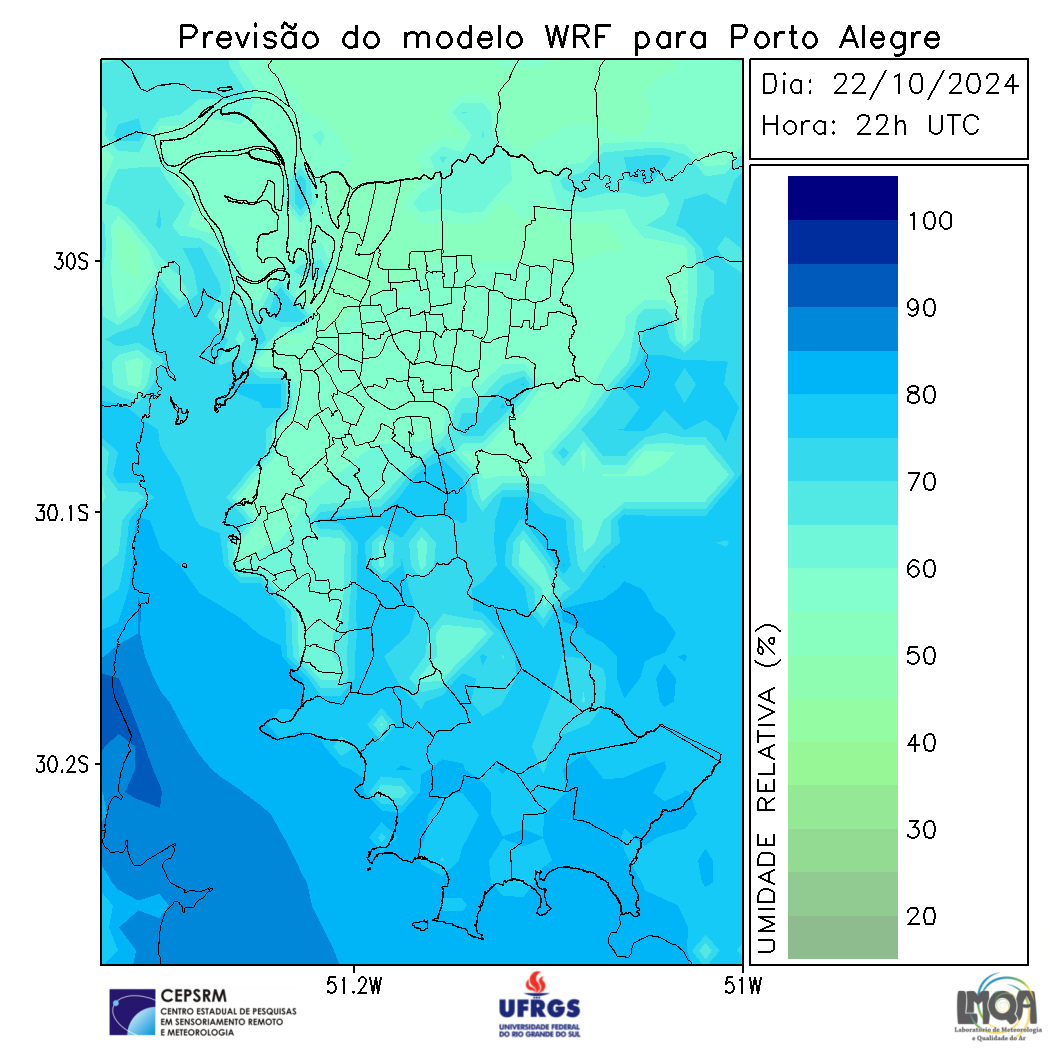 Previsão do modelo WRF para Porto Alegre
Dia: 22/10/2024
Hora: 22h UTC
30S
30.1S
30.2S
51.2W
51W
UMIDADE RELATIVA (%)
100
90
80
70
60
50
40
30
20
CEPSRM
CENTRO ESTADUAL DE PESQUISAS
EM SENSORIAMENTO REMOTO
E METEOROLOGIA
UFRGS
UNIVERSIDADE FEDERAL
DO RIO GRANDE DO SUL
LMQA
Laboratório de Meteorologia
e Qualidade do Ar